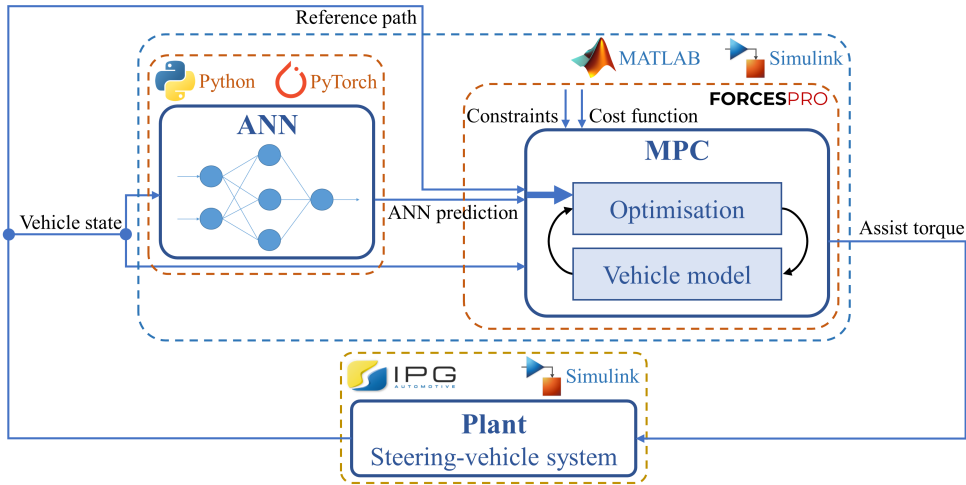 Reference path
MATLAB
Simulink
Python
PyTorch
FORCESPRO
Constraints
Cost function
ANN
MPC
Vehicle state
ANN prediction
Optimisation
Vehicle model
Assist torque
IPG
AUTOMOTIVE
Simulink
Plant
Steering-vehicle system